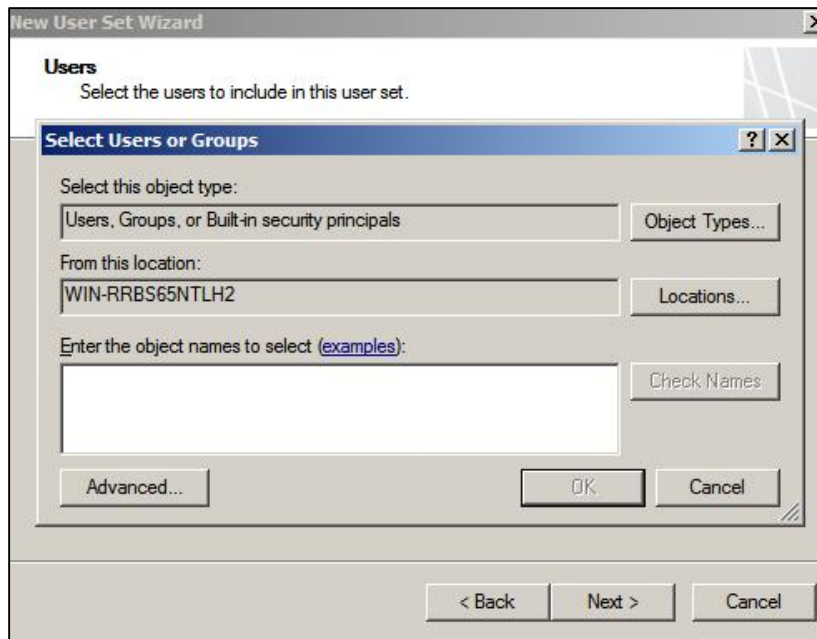 New User Set Wizard
Users
Select the users to include in this user set.
Select Users or Groups
Select this object type:
Users, Groups, or Built-in security principals
Object Types...
From this location:
WIN-RRBS65NTLH2
Locations...
Enter the object names to select (examples):
Check Names
Advanced...
OK
Cancel
< Back
Next >
Cancel